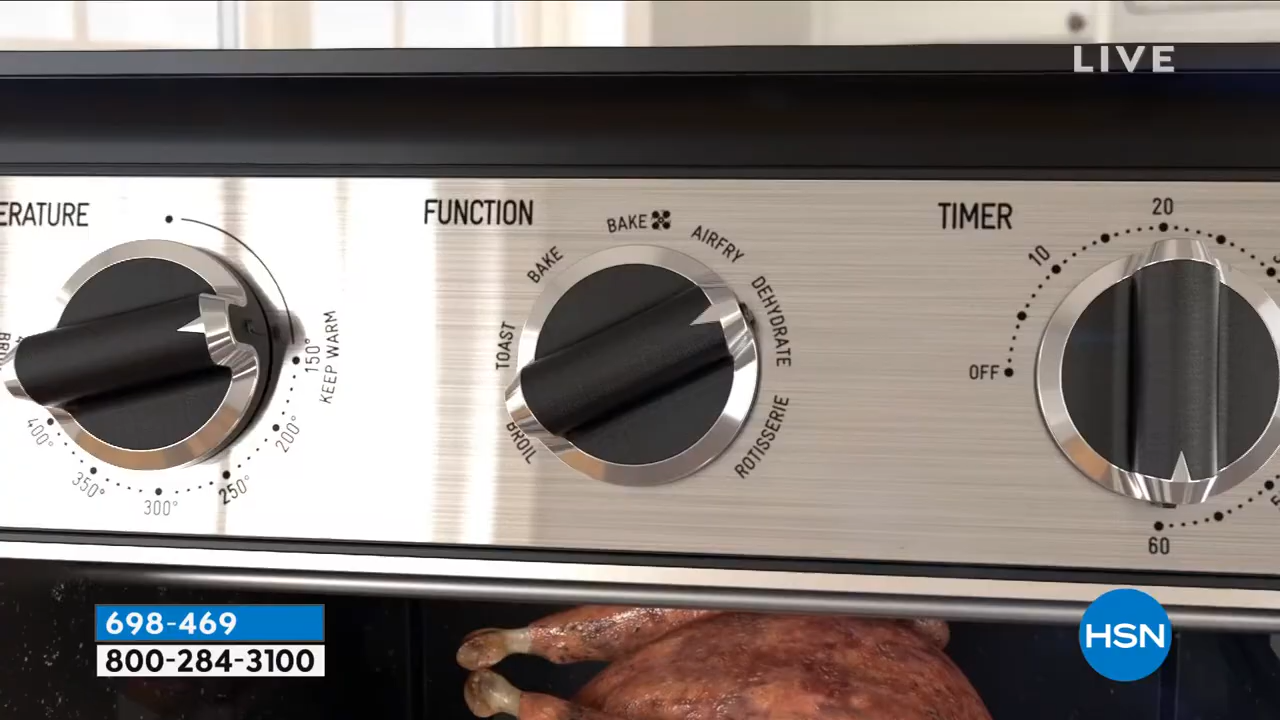 LIVE
ERATURE
150°
KEEP WARM
200°
250°
300°
350°
400°
FUNCTION
BROIL
TOAST
BAKE
BAKE
AIRFRY
DEHYDRATE
ROTISSERIE
TIMER
OFF
10
20
60
698-469
800-284-3100
HSN